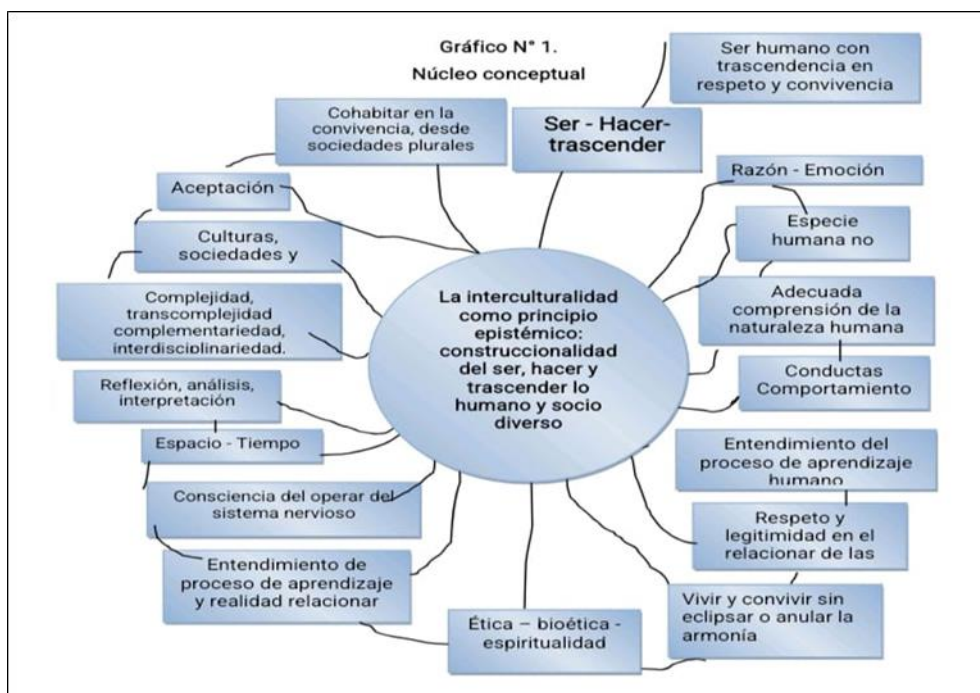 Gráfico N° 1.
Núcleo conceptual
Ser humano con
trascendencia en
respeto y convivencia
Ser - Hacer-
trascender
Cohabitar en la
convivencia, desde
sociedades plurales
Razón - Emoción
Aceptación
Especie
humana no
Culturas,
sociedades y
Adecuada
comprensión de la
naturaleza humana
Complejidad,
transcomplejidad
complementariedad,
interdisciplinariedad.
La interculturalidad
como principio
epistémico:
construccionalidad
del ser, hacer y
trascender lo
humano y socio
diverso
Conductas
Comportamiento
Reflexión, análisis,
interpretación
Espacio - Tiempo
Entendimiento del
proceso de aprendizaje
humano
Consciencia del operar del
sistema nervioso
Respeto y
legitimidad en el
relacionar de las
Entendimiento de
proceso de aprendizaje
y realidad relacionar
Vivir y convivir sin
eclipsar o anular la
armonía
Ética – bioética -
espiritualidad